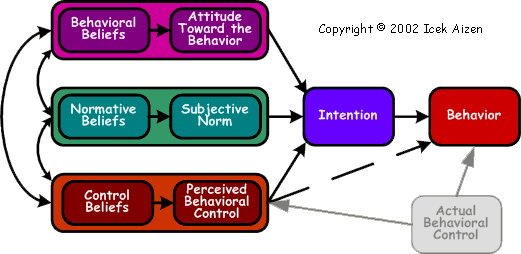 Behavioral
Beliefs
Attitude
Toward the
Behavior
Copyright © 2002 Icek Aizen
Normative
Beliefs
Subjective
Norm
Intention
Behavior
Control
Beliefs
Perceived
Behavioral
Control
Actual
Behavioral
Control